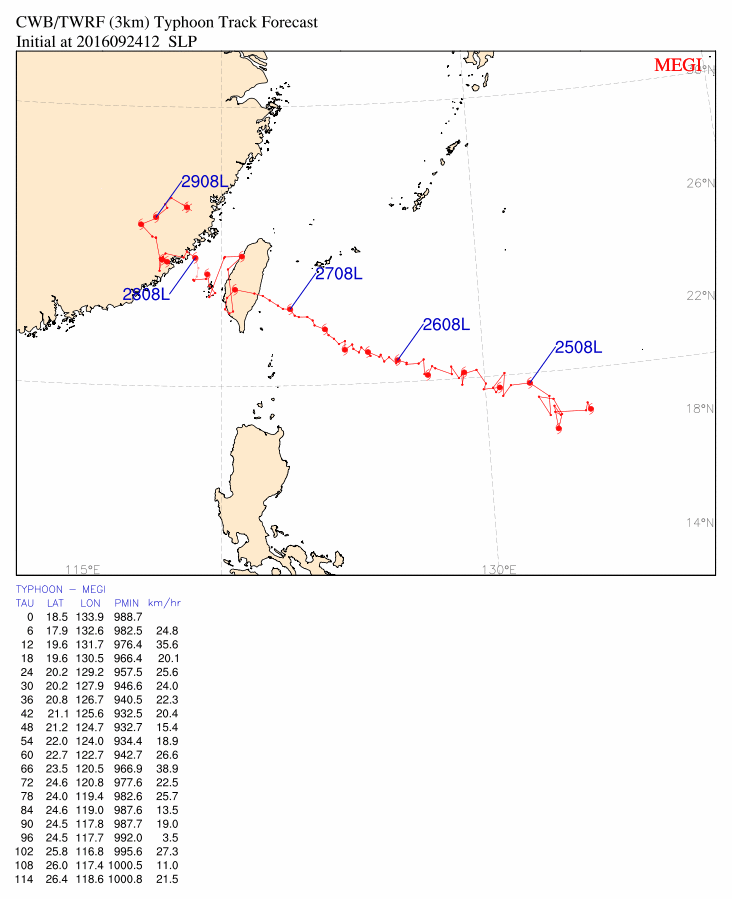 CWB/TWRF (3km) Typhoon Track Forecast
Initial at 2016092412  SLP
MEGI
30°N
2908L
26°N
2708L
2808L
22°N
2608L
2508L
18°N
14°N
115°E
130°E
TYPHOON - MEGI
TAU LAT LON PMIN km/hr
0 18.5 133.9 988.7
6 17.9 132.6 982.5 24.8
12 19.6 131.7 976.4 35.6
18 19.6 130.5 966.4 20.1
24 20.2 129.2 957.5 25.6
30 20.2 127.9 946.6 24.0
36 20.8 126.7 940.5 22.3
42 21.1 125.6 932.5 20.4
48 21.2 124.7 932.7 15.4
54 22.0 124.0 934.4 18.9
60 22.7 122.7 942.7 26.6
66 23.5 120.5 966.9 38.9
72 24.6 120.8 977.6 22.5
78 24.0 119.4 982.6 25.7
84 24.6 119.0 987.6 13.5
90 24.5 117.8 987.7 19.0
96 24.5 117.7 992.0 3.5
102 25.8 116.8 995.6 27.3
108 26.0 117.4 1000.5 11.0
114 26.4 118.6 1000.8 21.5